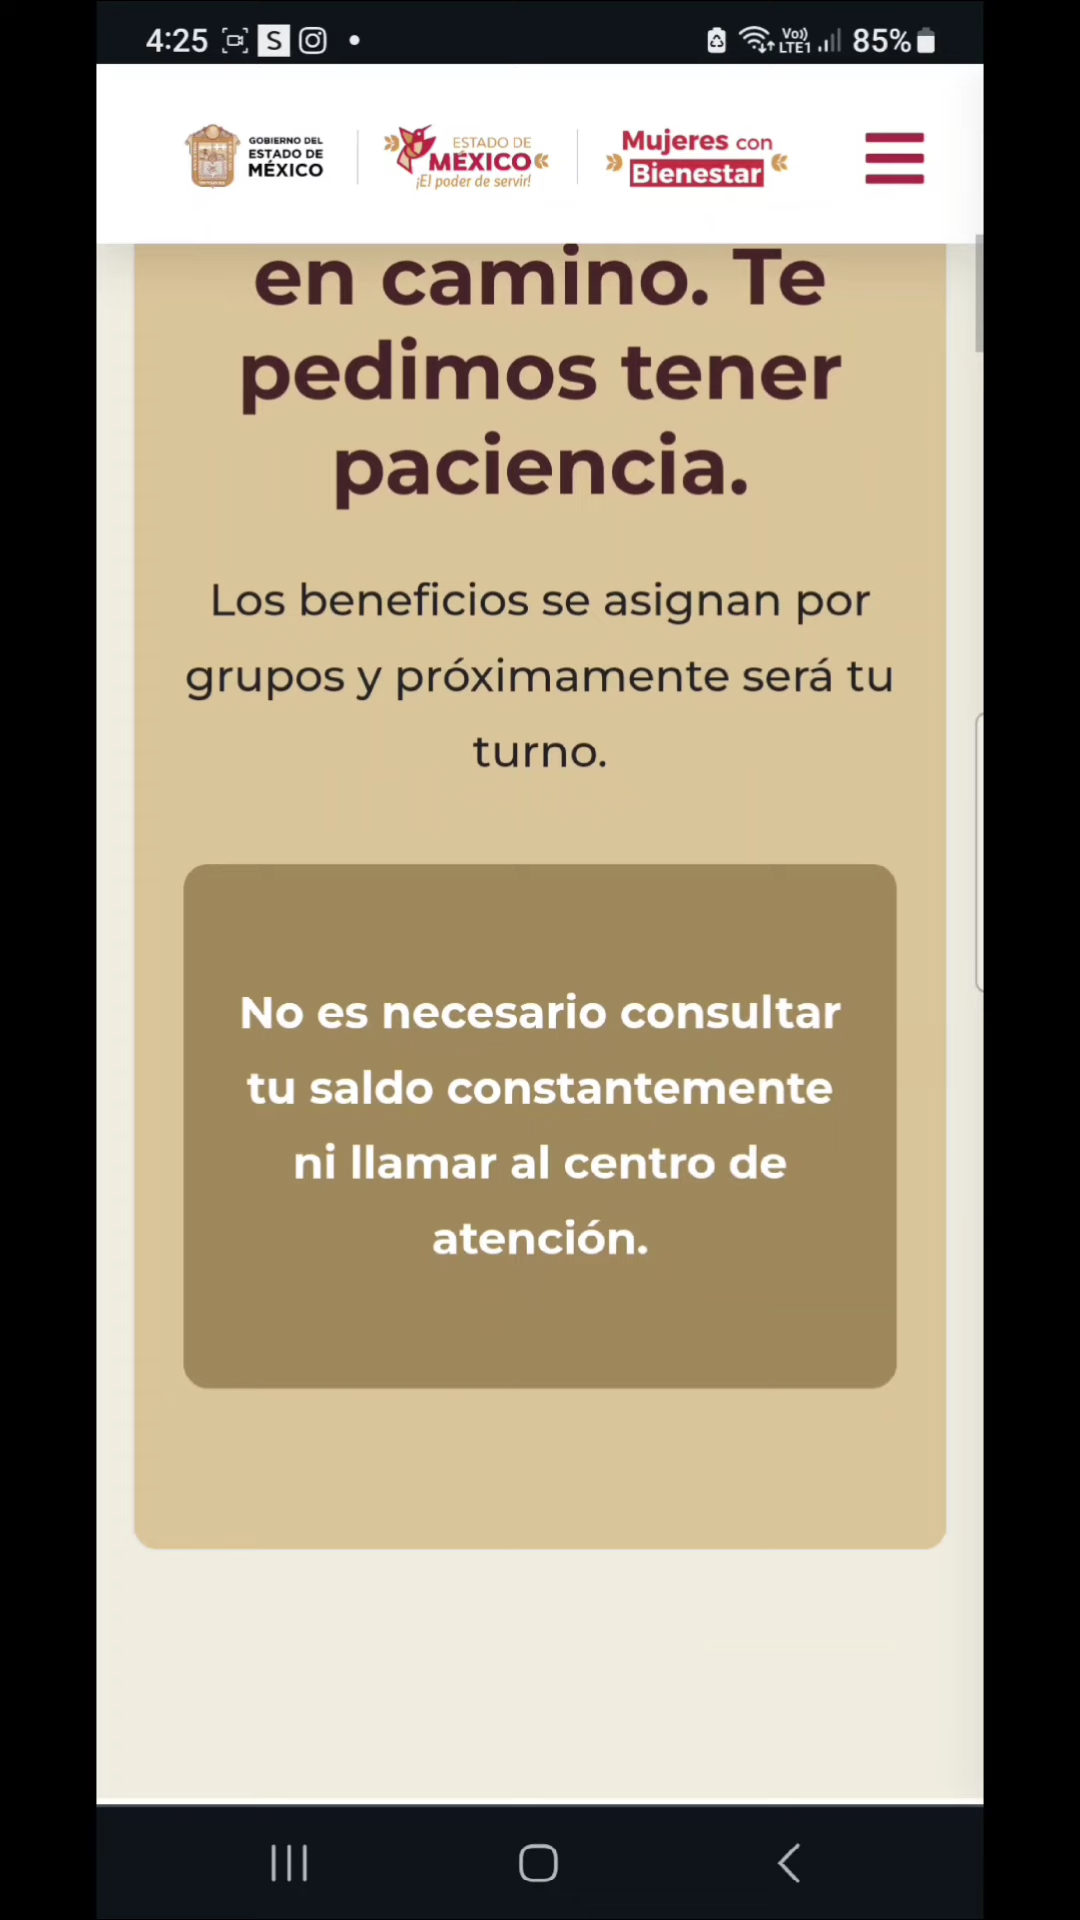 4:25 S Vo)) LTE1 85%
GOBIERNO DEL
ESTADO DE
MÉXICO
ESTADO DE
MÉXICO
¡El poder de servir!
Mujeres con
Bienestar
en camino. Te
pedimos tener
paciencia.
Los beneficios se asignan por
grupos y próximamente será tu
turno.
No es necesario consultar
tu saldo constantemente
ni llamar al centro de
atención.